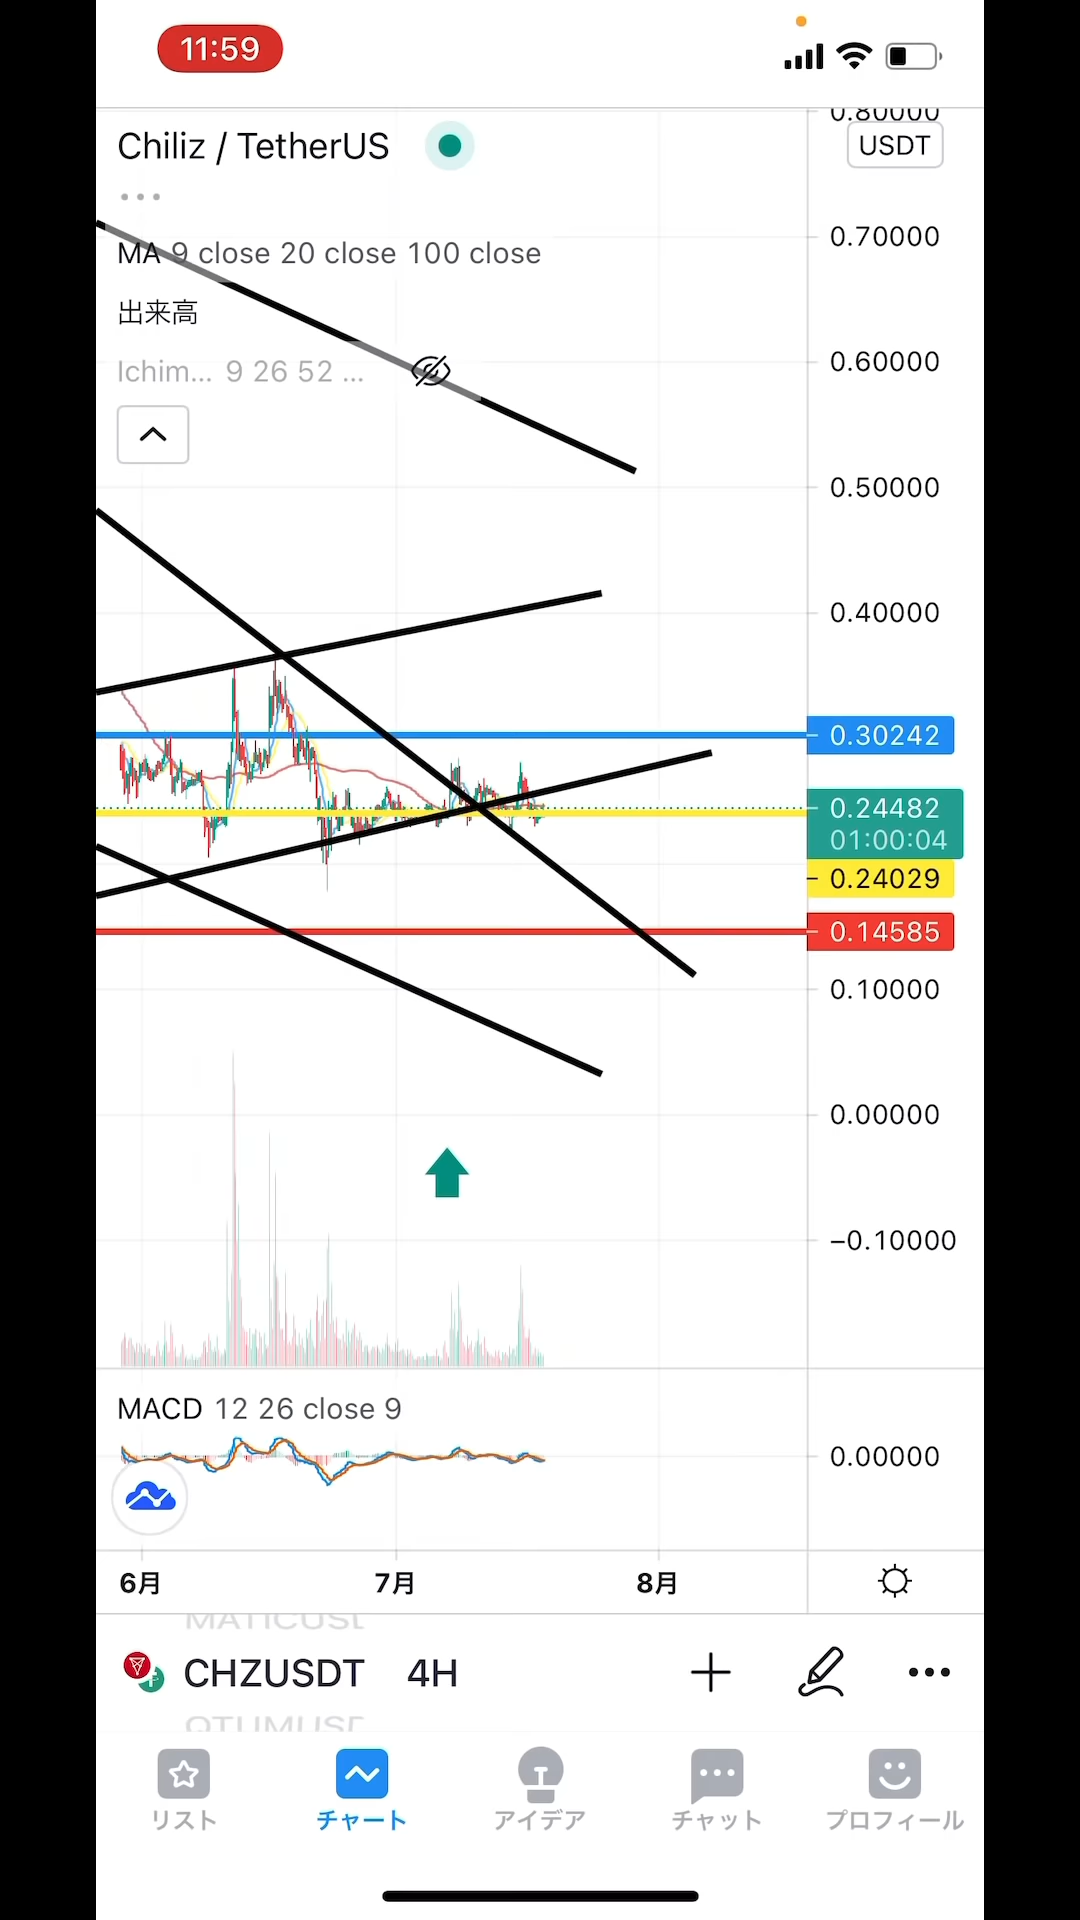 11:59
0.80000
Chiliz / TetherUS
USDT
MA 9 close 20 close 100 close
0.70000
出来高
0.60000
Ichim... 9 26 52 ...
0.50000
0.40000
0.30242
0.24482
01:00:04
0.24029
0.14585
0.10000
0.00000
−0.10000
MACD 12 26 close 9
0.00000
6月 7月 8月
CHZUSDT 4H
リスト チャート アイデア チャット プロフィール